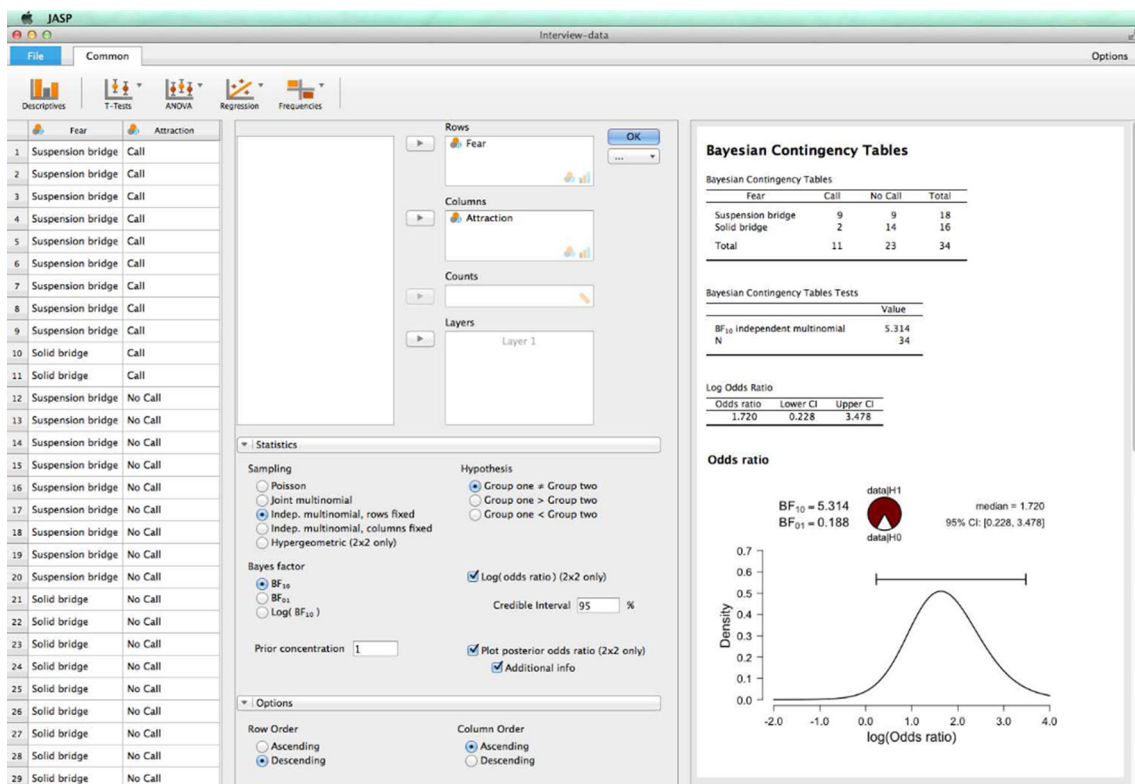 JASP
Interview-data
File Common Options
Descriptives T-Tests ANOVA Regression Frequencies
Fear Attraction
1 Suspension bridge Call
2 Suspension bridge Call
3 Suspension bridge Call
4 Suspension bridge Call
5 Suspension bridge Call
6 Suspension bridge Call
7 Suspension bridge Call
8 Suspension bridge Call
9 Suspension bridge Call
10 Solid bridge Call
11 Solid bridge Call
12 Suspension bridge No Call
13 Suspension bridge No Call
14 Suspension bridge No Call
15 Suspension bridge No Call
16 Suspension bridge No Call
17 Suspension bridge No Call
18 Suspension bridge No Call
19 Suspension bridge No Call
20 Suspension bridge No Call
21 Solid bridge No Call
22 Solid bridge No Call
23 Solid bridge No Call
24 Solid bridge No Call
25 Solid bridge No Call
26 Solid bridge No Call
27 Solid bridge No Call
28 Solid bridge No Call
29 Solid bridge No Call
Rows
Fear
OK
...
Columns
Attraction
Counts
Layers
Layer 1
Statistics
Sampling
Poisson
Joint multinomial
Indep. multinomial, rows fixed
Indep. multinomial, columns fixed
Hypergeometric (2x2 only)
Hypothesis
Group one ≠ Group two
Group one > Group two
Group one < Group two
Bayes factor
BF₁₀
BF₀₁
Log( BF₁₀ )
Log( odds ratio ) (2x2 only)
Credible Interval 95 %
Prior concentration 1
Plot posterior odds ratio (2x2 only)
Additional info
Options
Row Order
Ascending
Descending
Column Order
Ascending
Descending
Bayesian Contingency Tables
Bayesian Contingency Tables
Fear Call No Call Total
Suspension bridge 9 9 18
Solid bridge 2 14 16
Total 11 23 34
Bayesian Contingency Tables Tests
Value
BF₁₀ independent multinomial 5.314
N 34
Log Odds Ratio
Odds ratio Lower CI Upper CI
1.720 0.228 3.478
Odds ratio
data|H1
BF₁₀ = 5.314 median = 1.720
BF₀₁ = 0.188 95% CI: [0.228, 3.478]
data|H0
0.7
0.6
0.5
0.4
0.3
0.2
0.1
0.0
Density
-2.0 -1.0 0.0 1.0 2.0 3.0 4.0
log(Odds ratio)